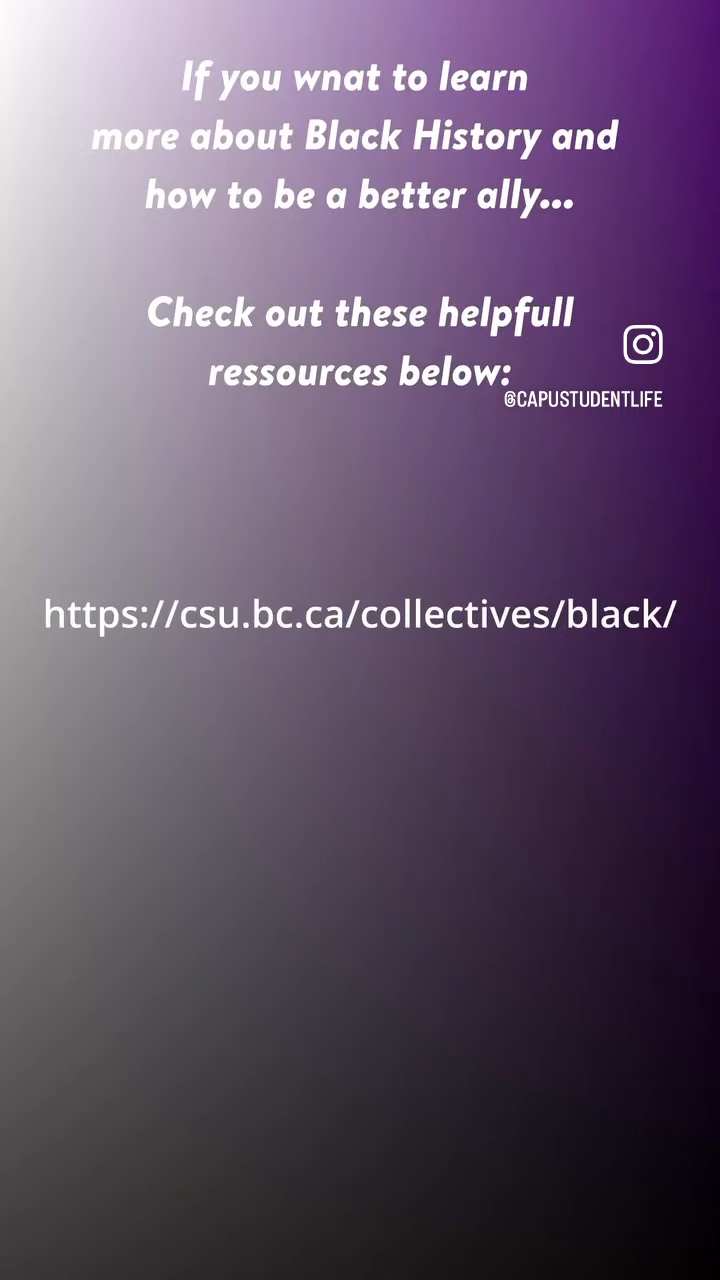 If you wnat to learn
more about Black History and
how to be a better ally...
Check out these helpfull
ressources below:
@CAPUSTUDENTLIFE
https://csu.bc.ca/collectives/black/